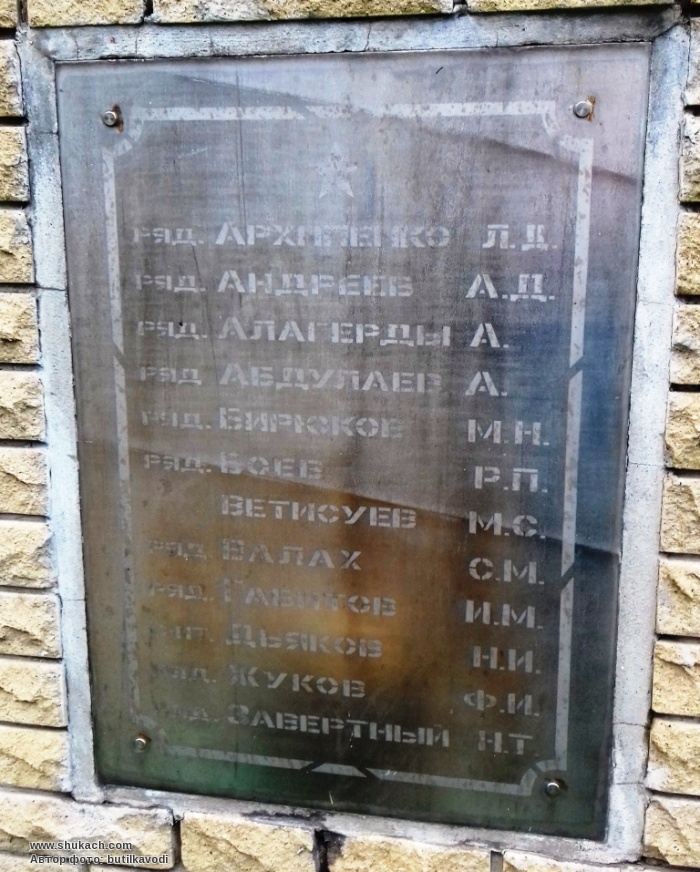 ряд. АРХИПЕНКО Л.Д.
ряд. АНДРЕЕВ А.Д.
ряд. АЛАГЕРДЫ А.
ряд АБДУЛАЕВ А.
ряд. БИРЮКОВ М.Н.
ряд. БОЕВ Р.П.
ВЕТИСУЕВ М.С.
ряд ВАЛАХ С.М.
ряд. И.М.
ДЬЯКОВ Н.И.
ряд. ЖУКОВ Ф.И.
ряд. ЗАВЕРТНЫЙ Н.Т.
www.shukach.com
Автор фото: butilkavodi